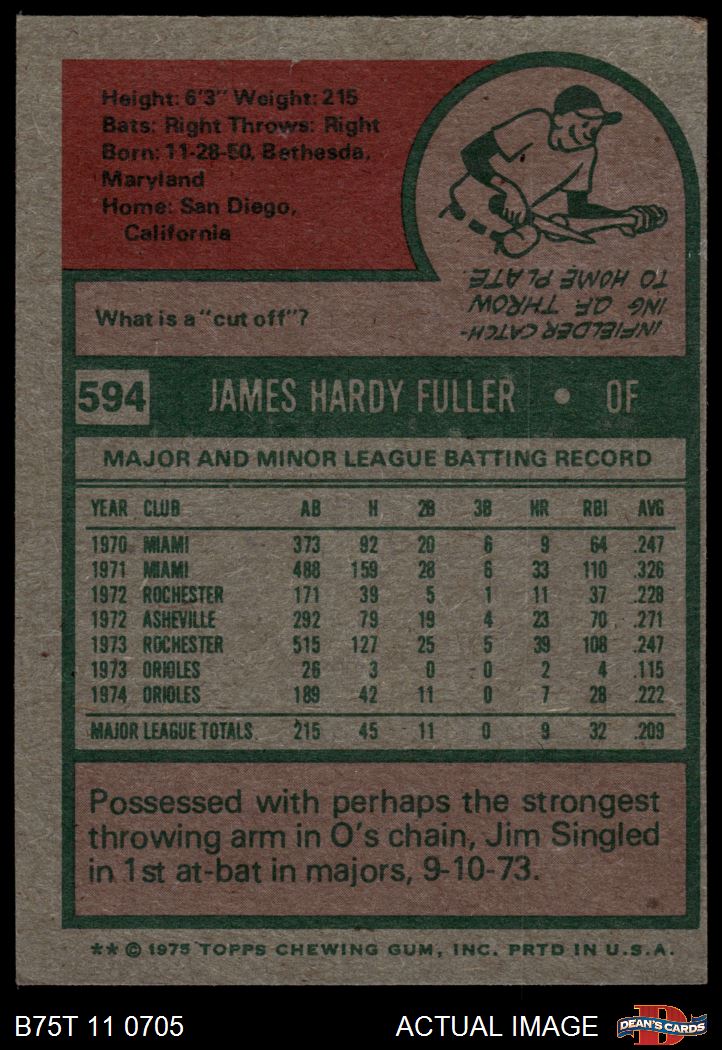 Height: 6'3" Weight: 215
Bats: Right Throws: Right
Born: 11-28-50, Bethesda,
Maryland
Home: San Diego,
California
What is a "cut off"?
INFIELDER CATCH-
ING OF THROW
TO HOME PLATE.
594 JAMES HARDY FULLER • OF
MAJOR AND MINOR LEAGUE BATTING RECORD
YEAR CLUB AB H 2B 3B HR RBI AVG
1970 MIAMI 373 92 20 6 9 64 .247
1971 MIAMI 488 159 28 6 33 110 .326
1972 ROCHESTER 171 39 5 1 11 37 .228
1972 ASHEVILLE 292 79 19 4 23 70 .271
1973 ROCHESTER 515 127 25 5 39 108 .247
1973 ORIOLES 26 3 0 0 2 4 .115
1974 ORIOLES 189 42 11 0 7 28 .222
MAJOR LEAGUE TOTALS 215 45 11 0 9 32 .209
Possessed with perhaps the strongest
throwing arm in O's chain, Jim Singled
in 1st at-bat in majors, 9-10-73.
** © 1975 TOPPS CHEWING GUM, INC. PRTD IN U.S.A.
B75T 11 0705 ACTUAL IMAGE D DEAN'S CARDS